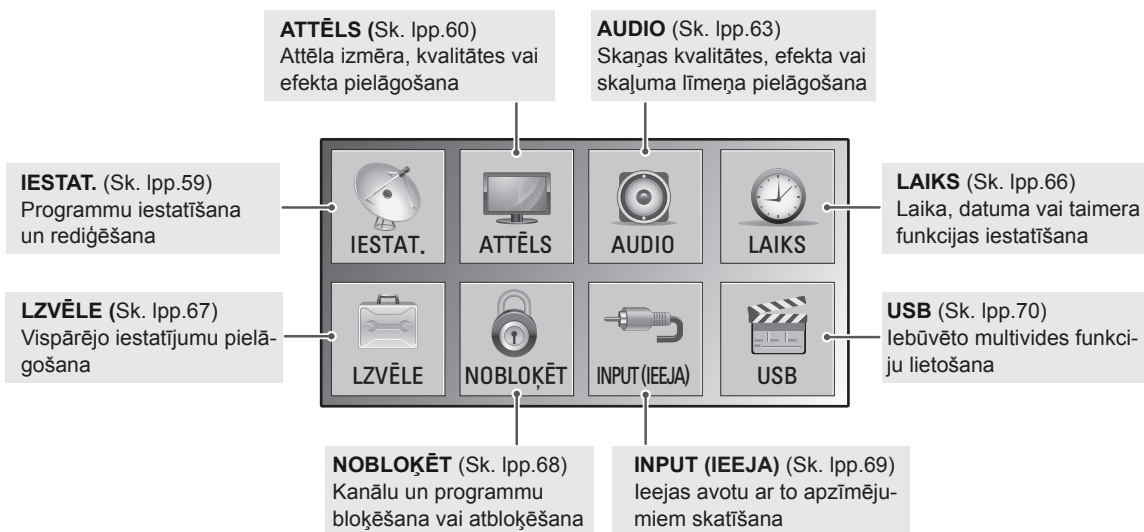 ATTĒLS (Sk. lpp.60)
Attēla izmēra, kvalitātes vai
efekta pielāgošana
AUDIO (Sk. lpp.63)
Skaņas kvalitātes, efekta vai
skaļuma līmeņa pielāgošana
IESTAT. (Sk. lpp.59)
Programmu iestatīšana
un rediģēšana
LZVĒLE (Sk. lpp.67)
Vispārējo iestatījumu pielā-
gošana
IESTAT.
ATTĒLS
AUDIO
LAIKS
LZVĒLE
NOBLOĶĒT
INPUT (IEEJA)
USB
LAIKS (Sk. lpp.66)
Laika, datuma vai taimera
funkcijas iestatīšana
USB (Sk. lpp.70)
Iebūvēto multivides funkci-
ju lietošana
NOBLOĶĒT (Sk. lpp.68)
Kanālu un programmu
bloķēšana vai atbloķēšana
INPUT (IEEJA) (Sk. lpp.69)
Ieejas avotu ar to apzīmēju-
miem skatīšana